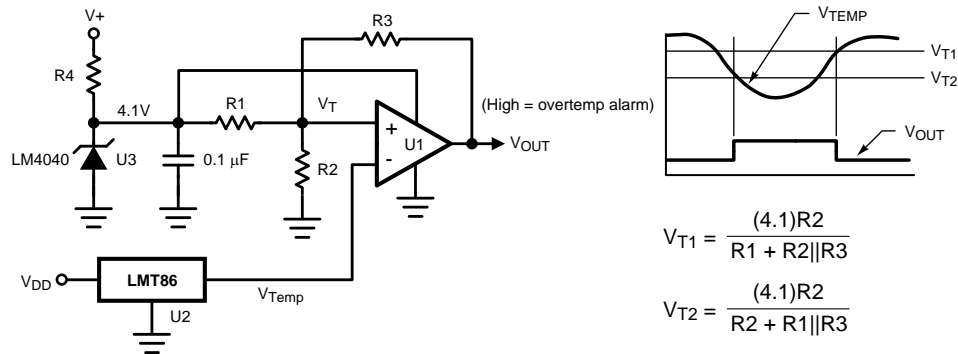 V+
R3
R4
4.1V
R1
VT
(High = overtemp alarm)
U1
+
-
VOUT
LM4040
U3
0.1 µF
R2
VDD
LMT86
VTemp
U2
VTEMP
VT1
VT2
VOUT
VT1 = (4.1)R2
R1 + R2||R3
VT2 = (4.1)R2
R2 + R1||R3